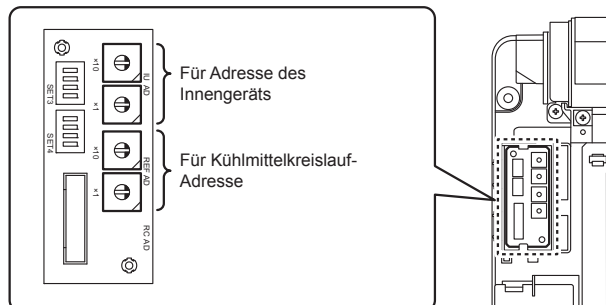 ×10
IU AD
×1
SET3
SET4
×10
REF AD
×1
RC AD
Für Adresse des
Innengeräts
Für Kühlmittelkreislauf-
Adresse